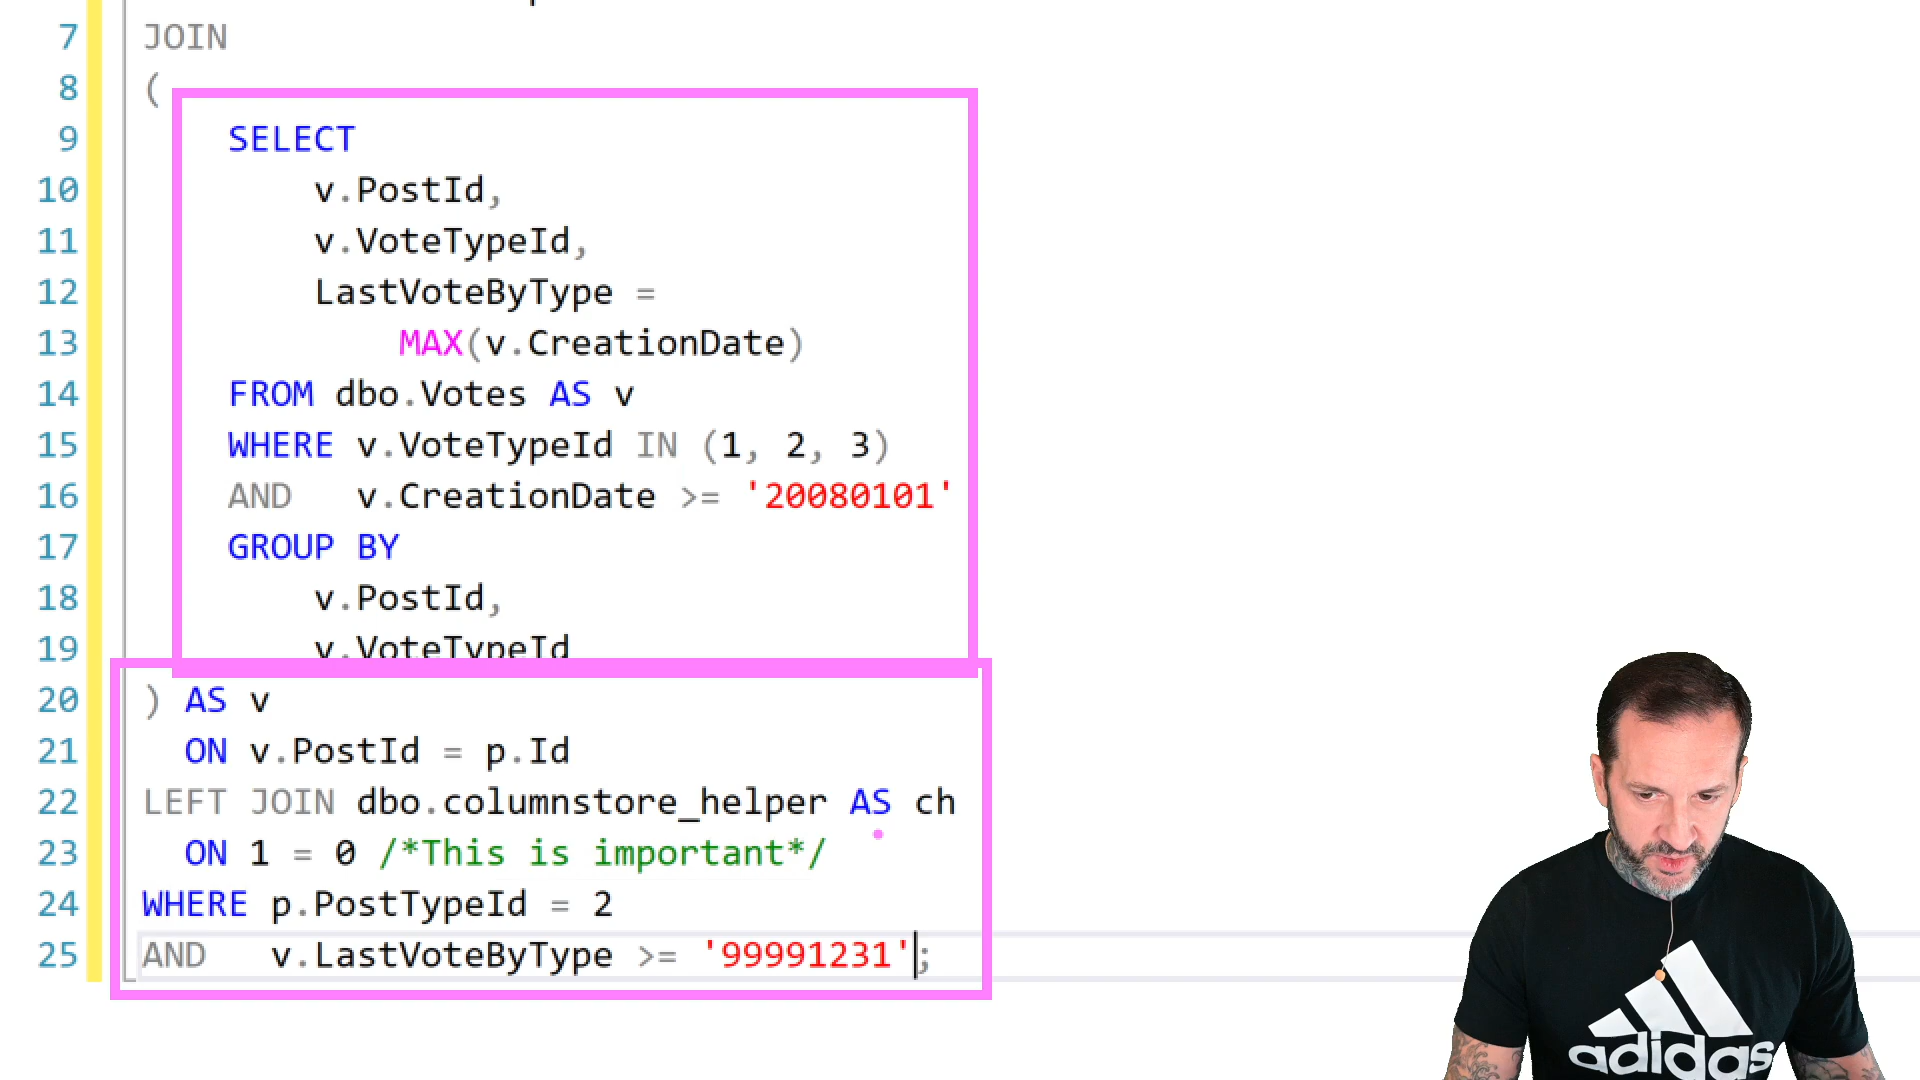 7 JOIN
8 (
9 SELECT
10 v.PostId,
11 v.VoteTypeId,
12 LastVoteByType =
13 MAX(v.CreationDate)
14 FROM dbo.Votes AS v
15 WHERE v.VoteTypeId IN (1, 2, 3)
16 AND v.CreationDate >= '20080101'
17 GROUP BY
18 v.PostId,
19 v.VoteTypeId
20 ) AS v
21 ON v.PostId = p.Id
22 LEFT JOIN dbo.columnstore_helper AS ch
23 ON 1 = 0 /*This is important*/
24 WHERE p.PostTypeId = 2
25 AND v.LastVoteByType >= '99991231';
adidas